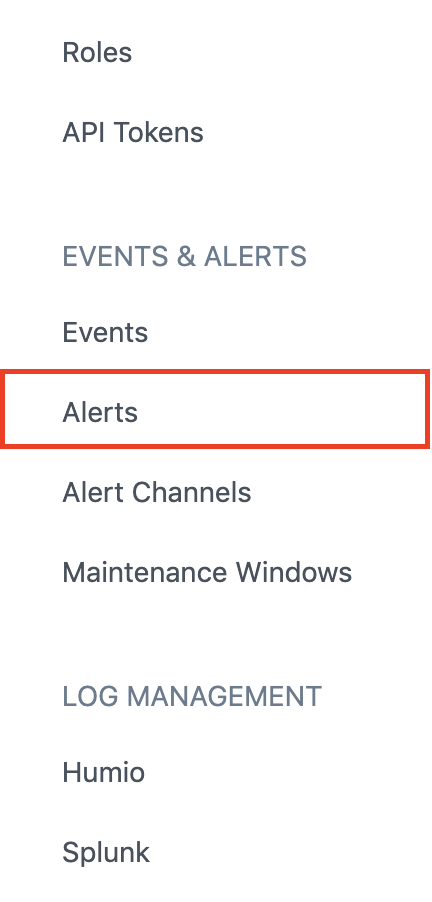 Roles
API Tokens
EVENTS & ALERTS
Events
Alerts
Alert Channels
Maintenance Windows
LOG MANAGEMENT
Humio
Splunk